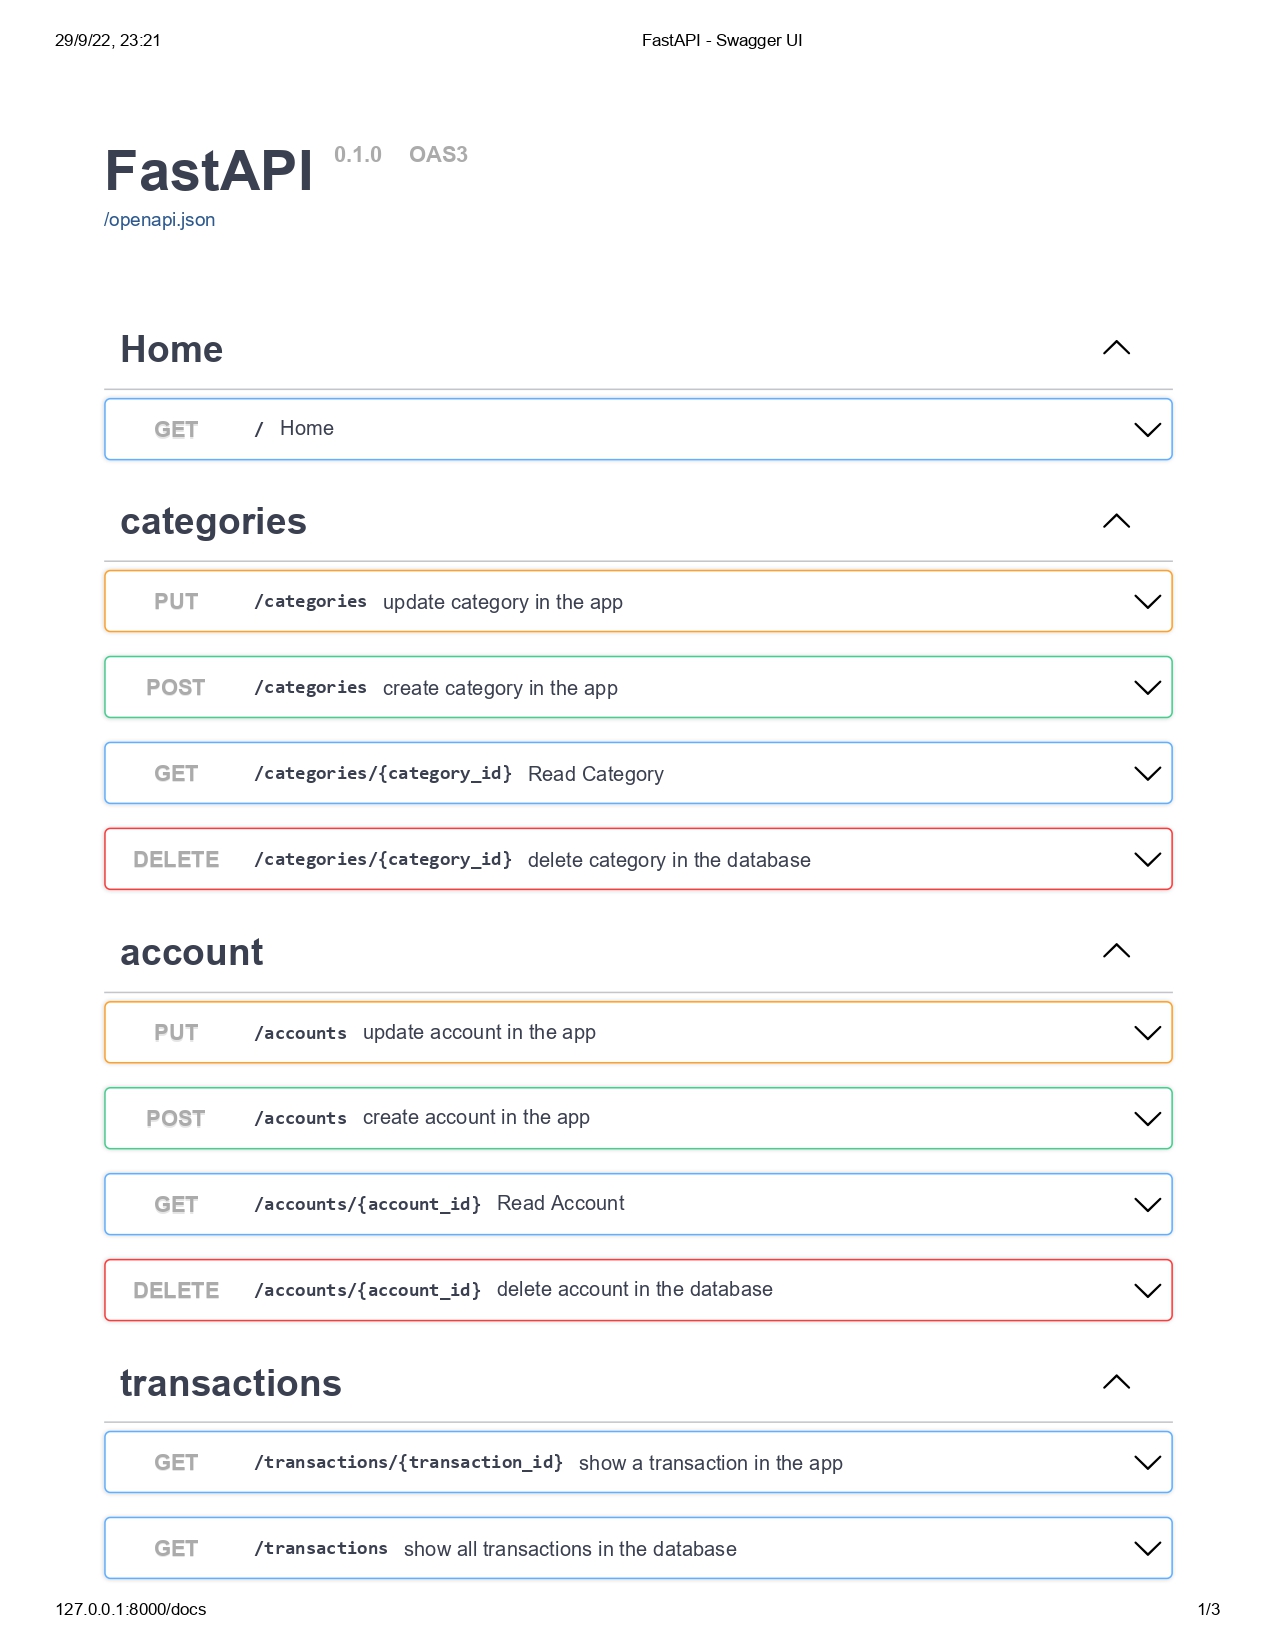 29/9/22, 23:21 FastAPI - Swagger UI
FastAPI 0.1.0 OAS3
/openapi.json
Home
GET / Home
categories
PUT /categories update category in the app
POST /categories create category in the app
GET /categories/{category_id} Read Category
DELETE /categories/{category_id} delete category in the database
account
PUT /accounts update account in the app
POST /accounts create account in the app
GET /accounts/{account_id} Read Account
DELETE /accounts/{account_id} delete account in the database
transactions
GET /transactions/{transaction_id} show a transaction in the app
GET /transactions show all transactions in the database
127.0.0.1:8000/docs 1/3